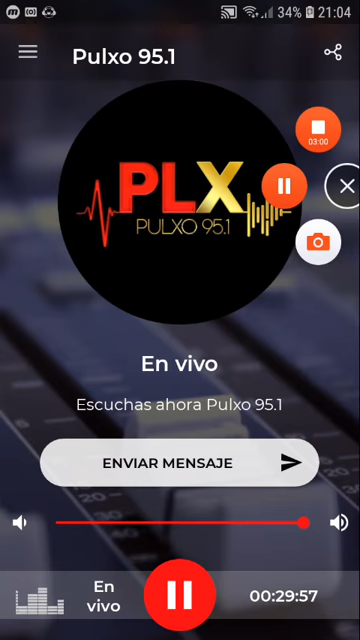 34% 21:04
Pulxo 95.1
03:00
PLX
PULXO 95.1
En vivo
Escuchas ahora Pulxo 95.1
ENVIAR MENSAJE
En
vivo
00:29:57